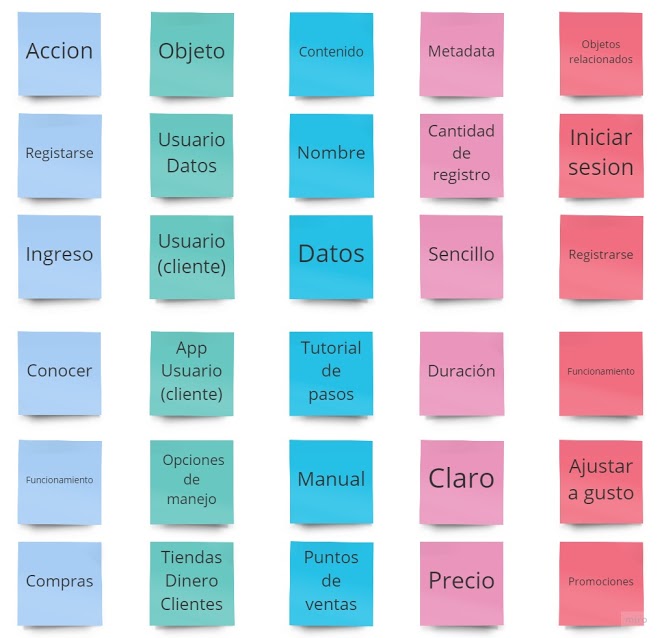 Accion Objeto Contenido Metadata Objetos
relacionados
Registarse Usuario
Datos Nombre Cantidad
de
registro Iniciar
sesion
Ingreso Usuario
(cliente) Datos Sencillo Registrarse
Conocer App
Usuario
(cliente) Tutorial
de
pasos Duración Funcionamiento
Funcionamiento Opciones
de
manejo Manual Claro Ajustar
a gusto
Compras Tiendas
Dinero
Clientes Puntos
de
ventas Precio Promociones
miro